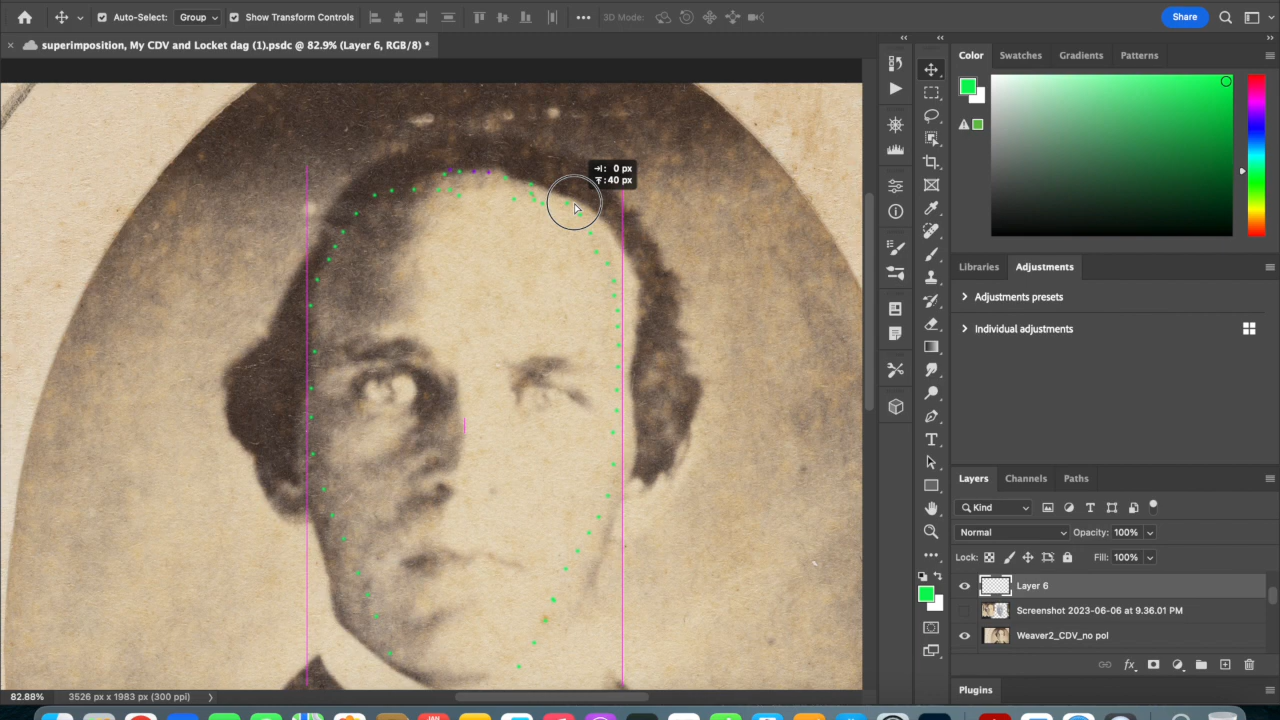 Auto-Select: Group Show Transform Controls ••• 3D Mode: Share
× superimposition, My CDV and Locket dag (1).psdc @ 82.9% (Layer 6, RGB/8) *
Color Swatches Gradients Patterns
0 px
40 px
Libraries Adjustments
Adjustments presets
Individual adjustments
Layers Channels Paths
Kind
Normal Opacity: 100%
Lock: Fill: 100%
Layer 6
Screenshot 2023-06-06 at 9.36.01 PM
Weaver2_CDV_no pol
fx
Plugins
82.88% 3526 px x 1983 px (300 ppi)
JAN